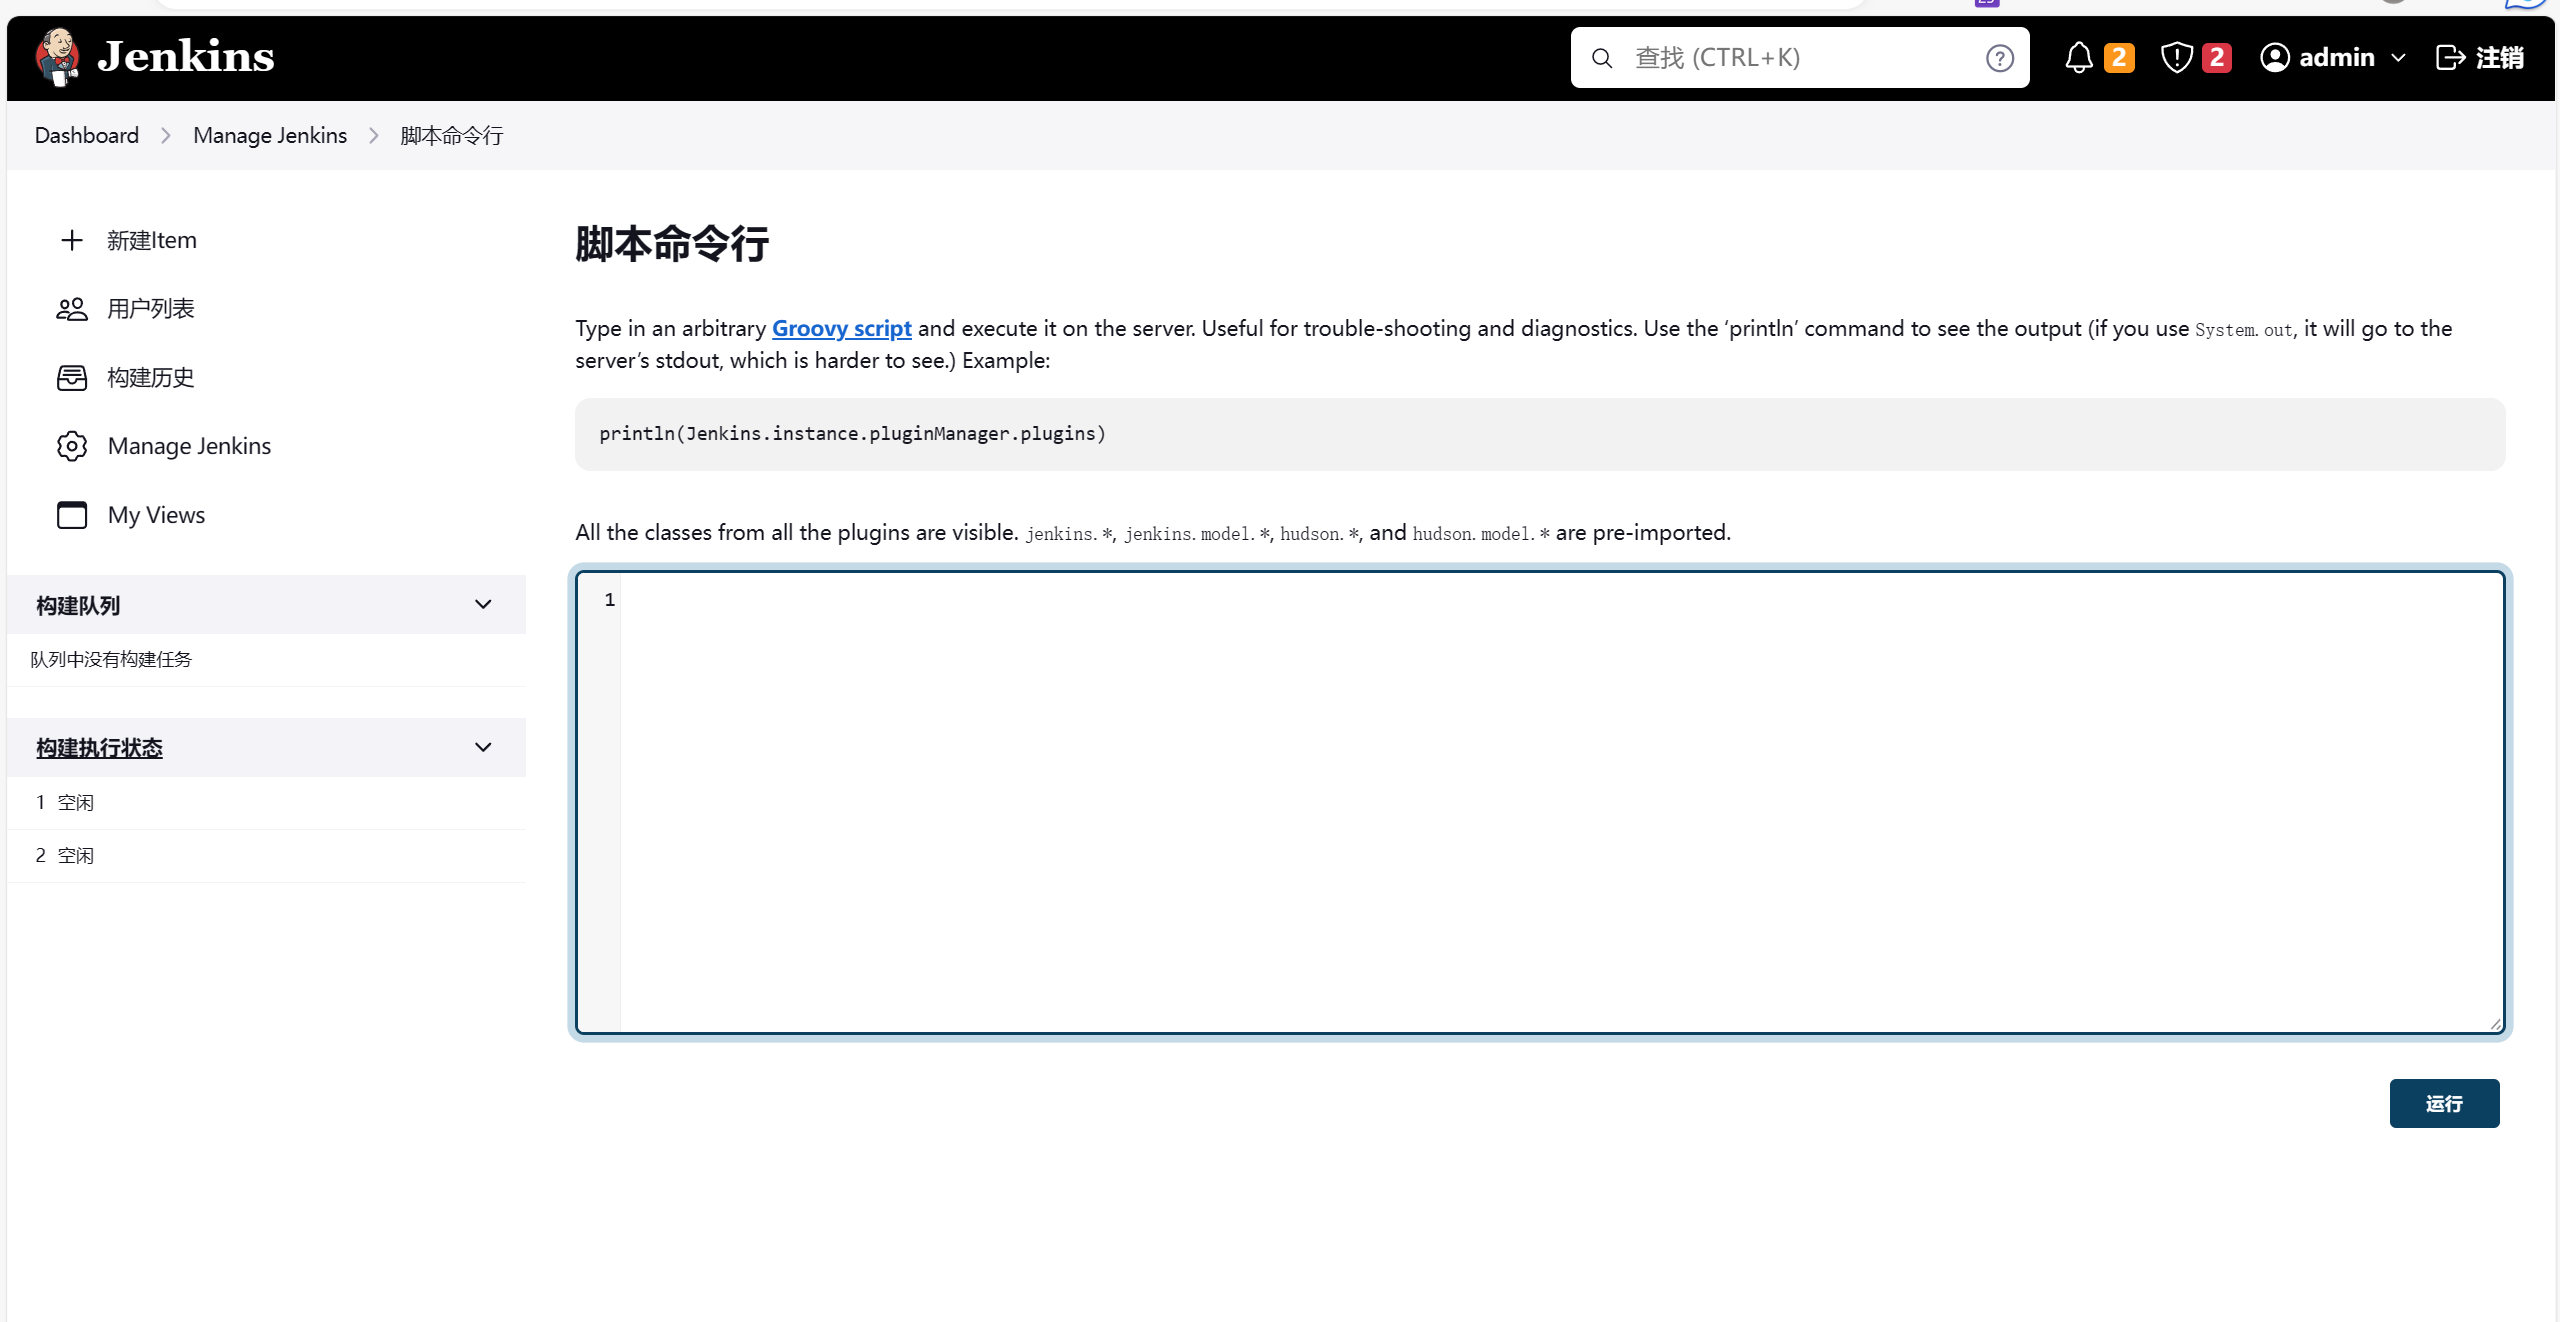 Jenkins
查找 (CTRL+K)
2
2
admin
注销
Dashboard
Manage Jenkins
脚本命令行
新建Item
用户列表
构建历史
Manage Jenkins
My Views
构建队列
队列中没有构建任务
构建执行状态
1 空闲
2 空闲
脚本命令行
Type in an arbitrary Groovy script and execute it on the server. Useful for trouble-shooting and diagnostics. Use the ‘println’ command to see the output (if you use System.out, it will go to the
server’s stdout, which is harder to see.) Example:
println(Jenkins.instance.pluginManager.plugins)
All the classes from all the plugins are visible. jenkins.*, jenkins.model.*, hudson.*, and hudson.model.* are pre-imported.
1
运行